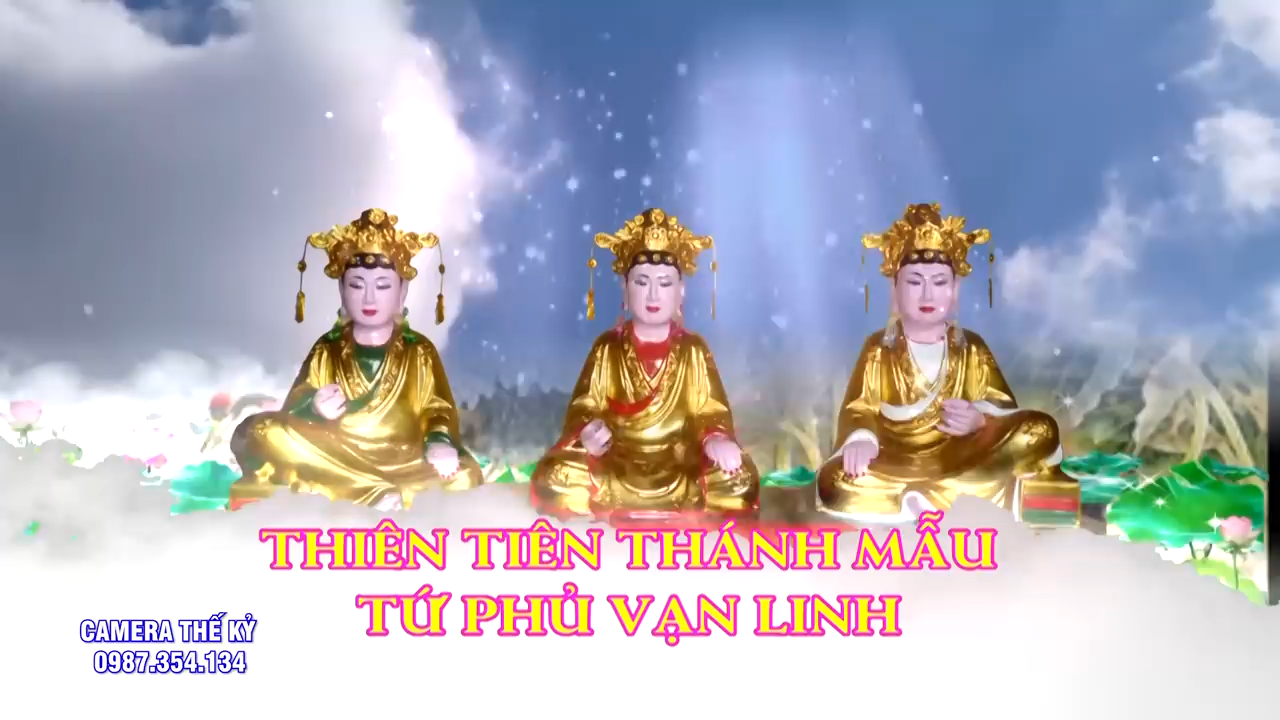 THIÊN TIÊN THÁNH MẪU
TỨ PHỦ VẠN LINH
CAMERA THẾ KỶ
0987.354.134